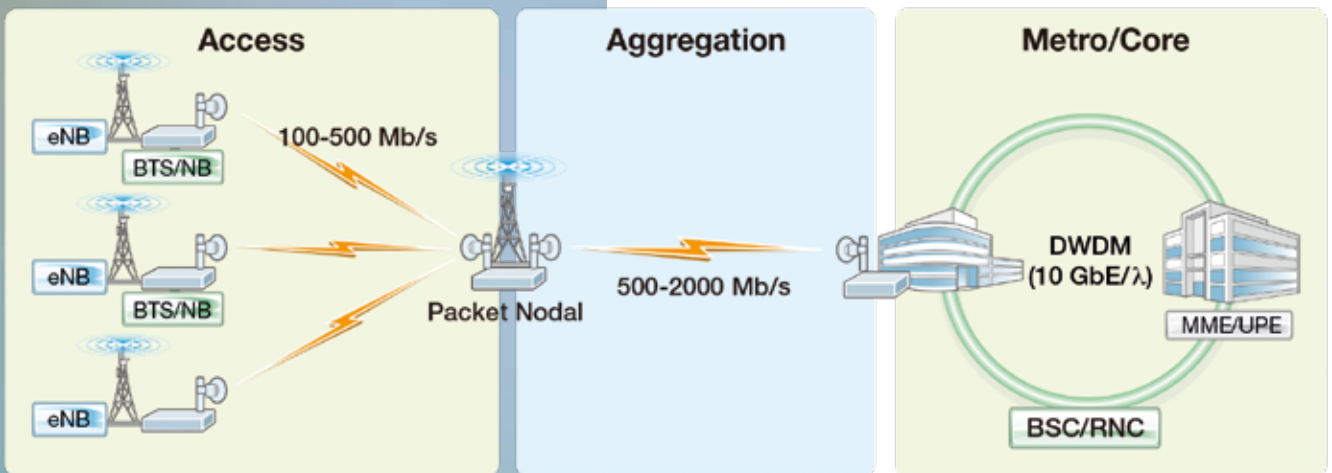 Access
Aggregation
Metro/Core
eNB
BTS/NB
100-500 Mb/s
eNB
BTS/NB
eNB
Packet Nodal
500-2000 Mb/s
DWDM
(10 GbE/λ)
MME/UPE
BSC/RNC